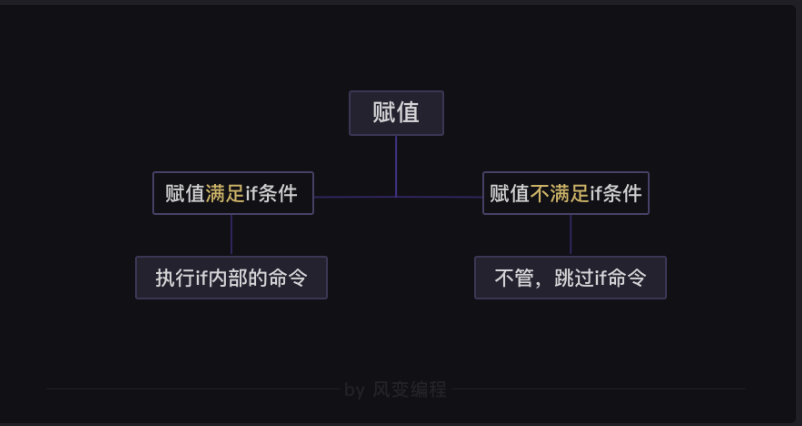 赋值
赋值满足if条件
赋值不满足if条件
执行if内部的命令
不管，跳过if命令
by 风变编程